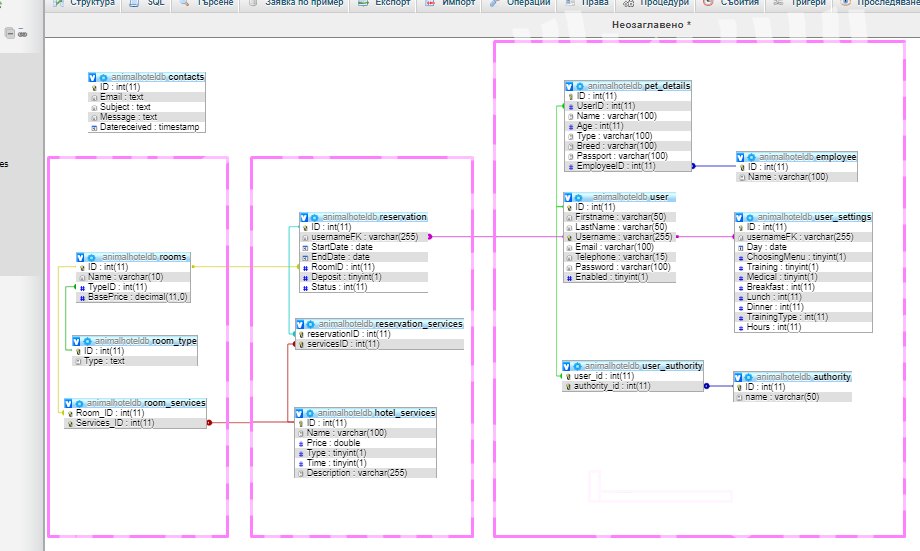 Структура SQL Търсене Заявка по пример Експорт Импорт Операции Права Процедури Събития Тригери Проследяване
Неозаглавено *
es
animalhoteldb contacts
ID : int(11)
Email : text
Subject : text
Message : text
Datereceived : timestamp
animalhoteldb rooms
ID : int(11)
Name : varchar(10)
TypeID : int(11)
BasePrice : decimal(11,0)
animalhoteldb room_type
ID : int(11)
Type : text
animalhoteldb room_services
Room_ID : int(11)
Services_ID : int(11)
animalhoteldb reservation
ID : int(11)
usernameFK : varchar(255)
StartDate : date
EndDate : date
RoomID : int(11)
Deposit : tinyint(1)
Status : int(11)
animalhoteldb reservation_services
reservationID : int(11)
servicesID : int(11)
animalhoteldb hotel_services
ID : int(11)
Name : varchar(100)
Price : double
Type : tinyint(1)
Time : tinyint(1)
Description : varchar(255)
animalhoteldb pet_details
ID : int(11)
UserID : int(11)
Name : varchar(100)
Age : int(11)
Type : varchar(100)
Breed : varchar(100)
Passport : varchar(100)
EmployeeID : int(11)
animalhoteldb employee
ID : int(11)
Name : varchar(100)
animalhoteldb user
ID : int(11)
Firstname : varchar(50)
LastName : varchar(50)
Username : varchar(255)
Email : varchar(100)
Telephone : varchar(15)
Password : varchar(100)
Enabled : tinyint(1)
animalhoteldb user_settings
ID : int(11)
usernameFK : varchar(255)
Day : date
ChoosingMenu : tinyint(1)
Training : tinyint(1)
Medical : tinyint(1)
Breakfast : int(11)
Lunch : int(11)
Dinner : int(11)
TrainingType : int(11)
Hours : int(11)
animalhoteldb user_authority
user_id : int(11)
authority_id : int(11)
animalhoteldb authority
ID : int(11)
name : varchar(50)